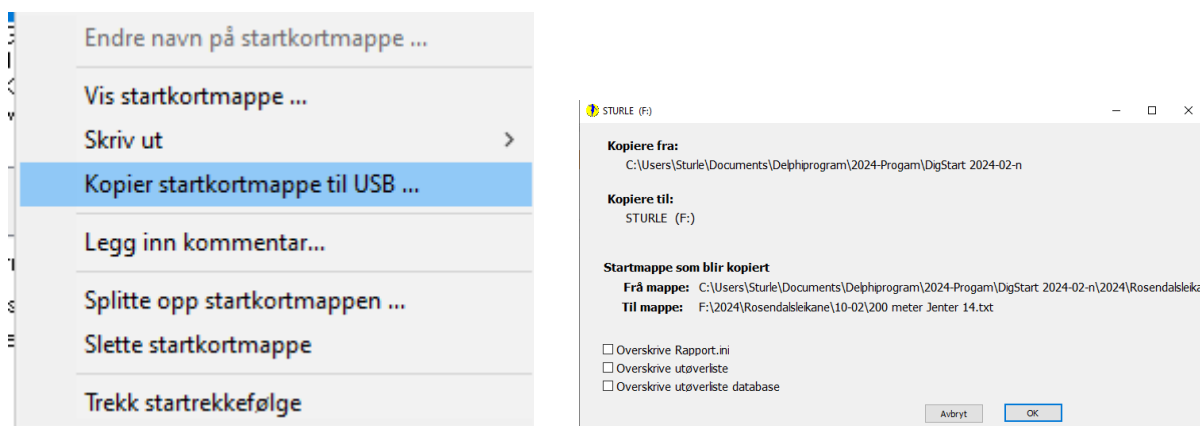 Endre navn på startkortmappe ...
Vis startkortmappe ...
Skriv ut
Kopier startkortmappe til USB ...
Legg inn kommentar...
Splitte opp startkortmappen ...
Slette startkortmappe
Trekk startrekkefølge
STURLE (F:)
Kopiere fra:
C:\Users\Sturle\Documents\Delphiprogram\2024-Progam\DigStart 2024-02-n
Kopiere til:
STURLE (F:)
Startmappe som blir kopiert
Frå mappe: C:\Users\Sturle\Documents\Delphiprogram\2024-Progam\DigStart 2024-02-n\2024\Rosendalsleika
Til mappe: F:\2024\Rosendalsleikane\10-02\200 meter Jenter 14.txt
Overskrive Rapport.ini
Overskrive utøverliste
Overskrive utøverliste database
Avbryt OK